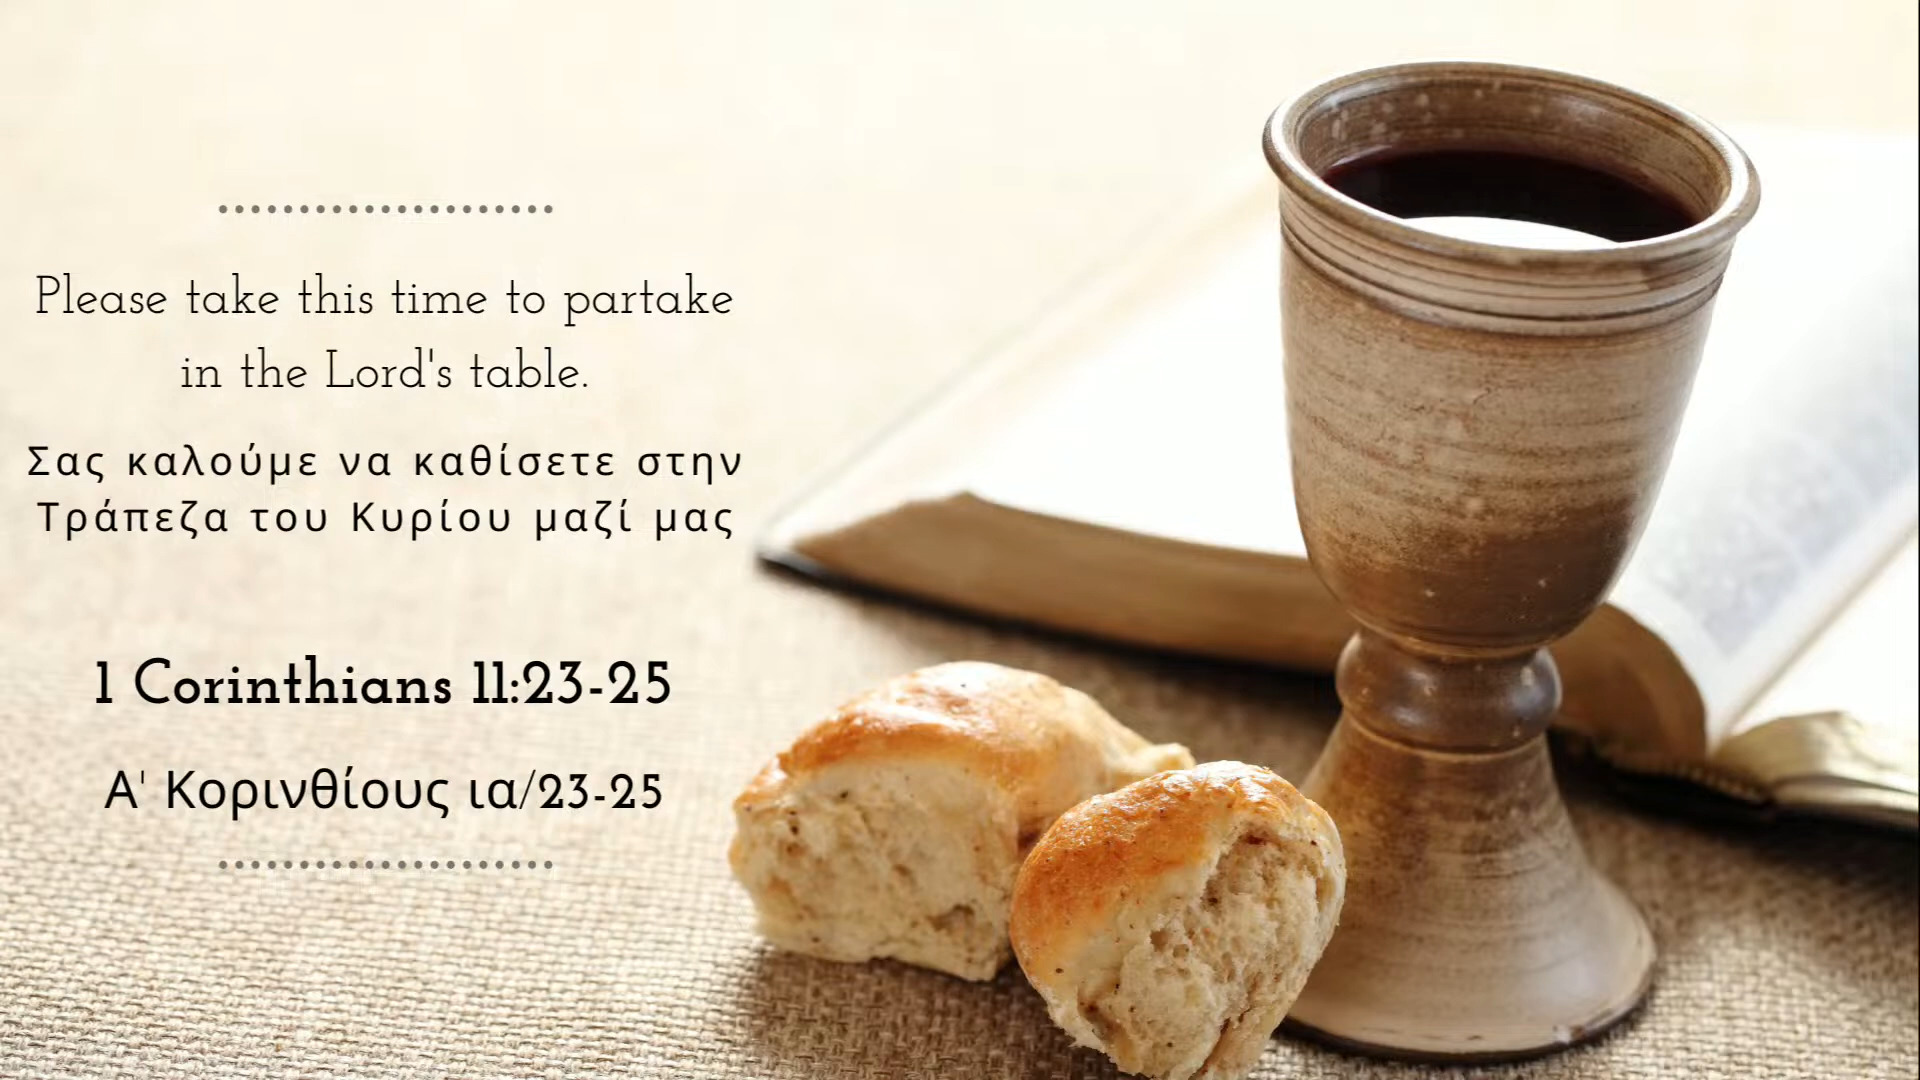 Please take this time to partake
in the Lord's table.
Σας καλούμε να καθίσετε στην
Τράπεζα του Κυρίου μαζί μας
1 Corinthians 11:23-25
Α' Κορινθίους ια/23-25